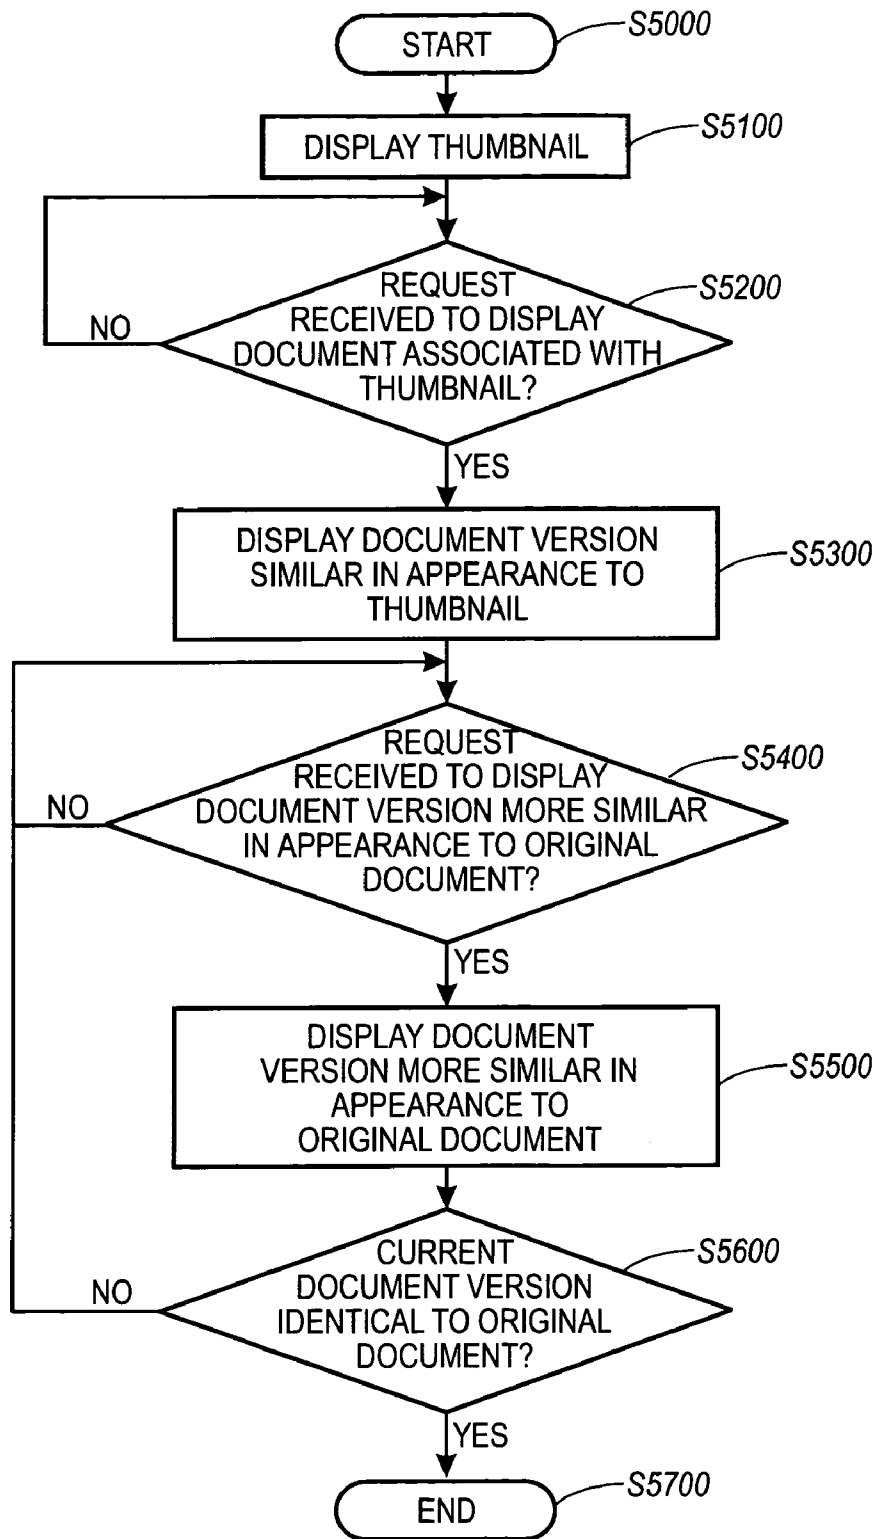 START
S5000
DISPLAY THUMBNAIL
S5100
REQUEST
RECEIVED TO DISPLAY
DOCUMENT ASSOCIATED WITH
THUMBNAIL?
S5200
NO
YES
DISPLAY DOCUMENT VERSION
SIMILAR IN APPEARANCE TO
THUMBNAIL
S5300
REQUEST
RECEIVED TO DISPLAY
DOCUMENT VERSION MORE SIMILAR
IN APPEARANCE TO ORIGINAL
DOCUMENT?
S5400
NO
YES
DISPLAY DOCUMENT
VERSION MORE SIMILAR IN
APPEARANCE TO
ORIGINAL DOCUMENT
S5500
CURRENT
DOCUMENT VERSION
IDENTICAL TO ORIGINAL
DOCUMENT?
S5600
NO
YES
END
S5700